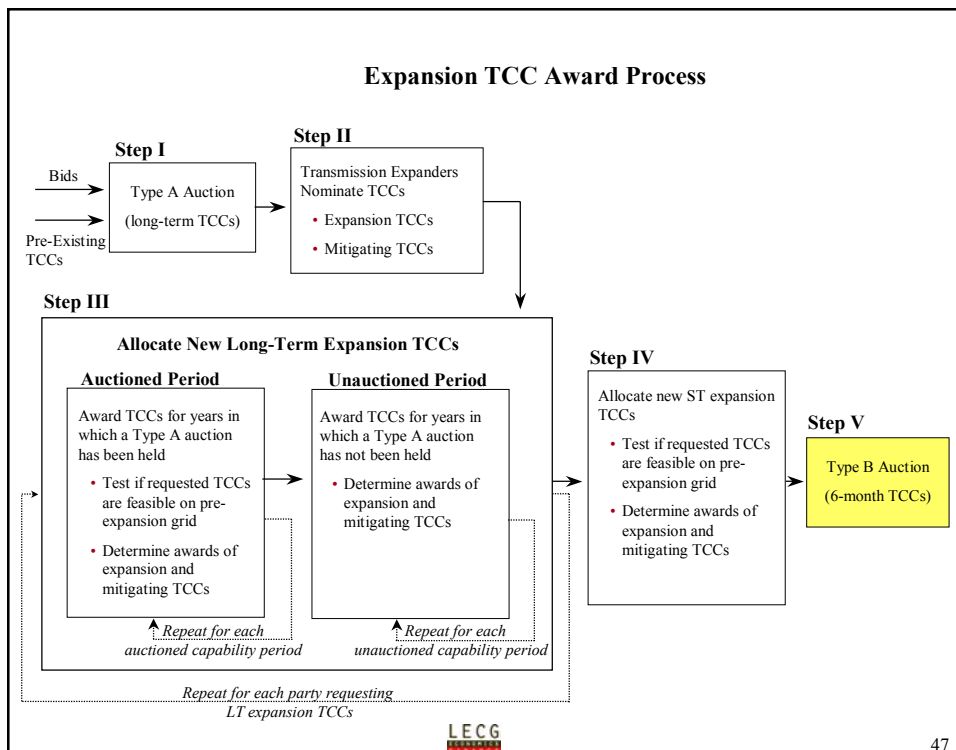 Expansion TCC Award Process
Step I
Bids
Pre-Existing
TCCs
Type A Auction
(long-term TCCs)
Step II
Transmission Expanders
Nominate TCCs
• Expansion TCCs
• Mitigating TCCs
Step III
Allocate New Long-Term Expansion TCCs
Auctioned Period
Award TCCs for years in
which a Type A auction
has been held
• Test if requested TCCs
are feasible on pre-
expansion grid
• Determine awards of
expansion and
mitigating TCCs
Repeat for each
auctioned capability period
Unauctioned Period
Award TCCs for years in
which a Type A auction
has not been held
• Determine awards of
expansion and
mitigating TCCs
Repeat for each
unauctioned capability period
Repeat for each party requesting
LT expansion TCCs
Step IV
Allocate new ST expansion
TCCs
• Test if requested TCCs
are feasible on pre-
expansion grid
• Determine awards of
expansion and
mitigating TCCs
Step V
Type B Auction
(6-month TCCs)
LECG
47